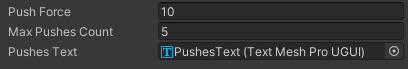 Push Force 10
Max Pushes Count 5
Pushes Text PushesText (Text Mesh Pro UGUI)